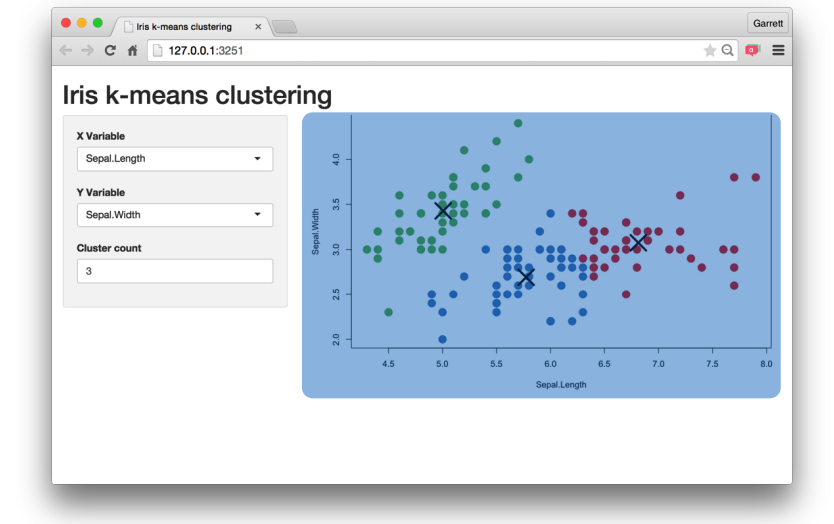 Iris k-means clustering ×
Garrett
127.0.0.1:3251
Iris k-means clustering
X Variable
Sepal.Length
Y Variable
Sepal.Width
Cluster count
3
Sepal.Width
4.0
3.5
3.0
2.5
2.0
4.5 5.0 5.5 6.0 6.5 7.0 7.5 8.0
Sepal.Length